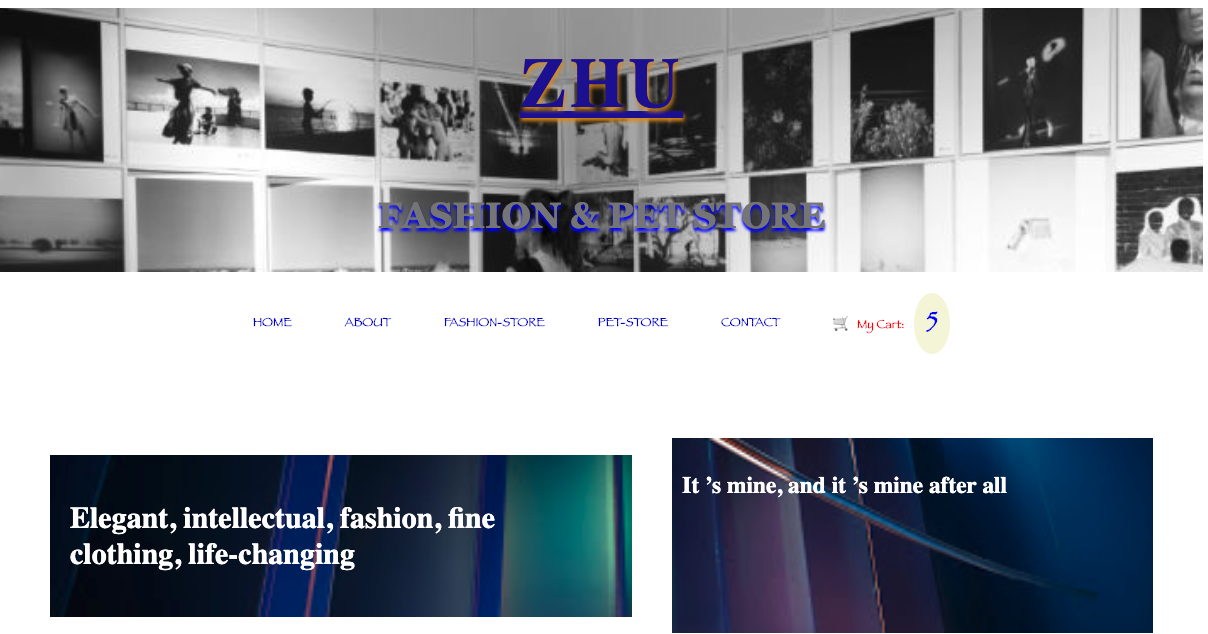 ZHU
FASHION & PET STORE
HOME ABOUT FASHION-STORE PET-STORE CONTACT My Cart: 5
Elegant, intellectual, fashion, fine
clothing, life-changing
It ’s mine, and it ’s mine after all